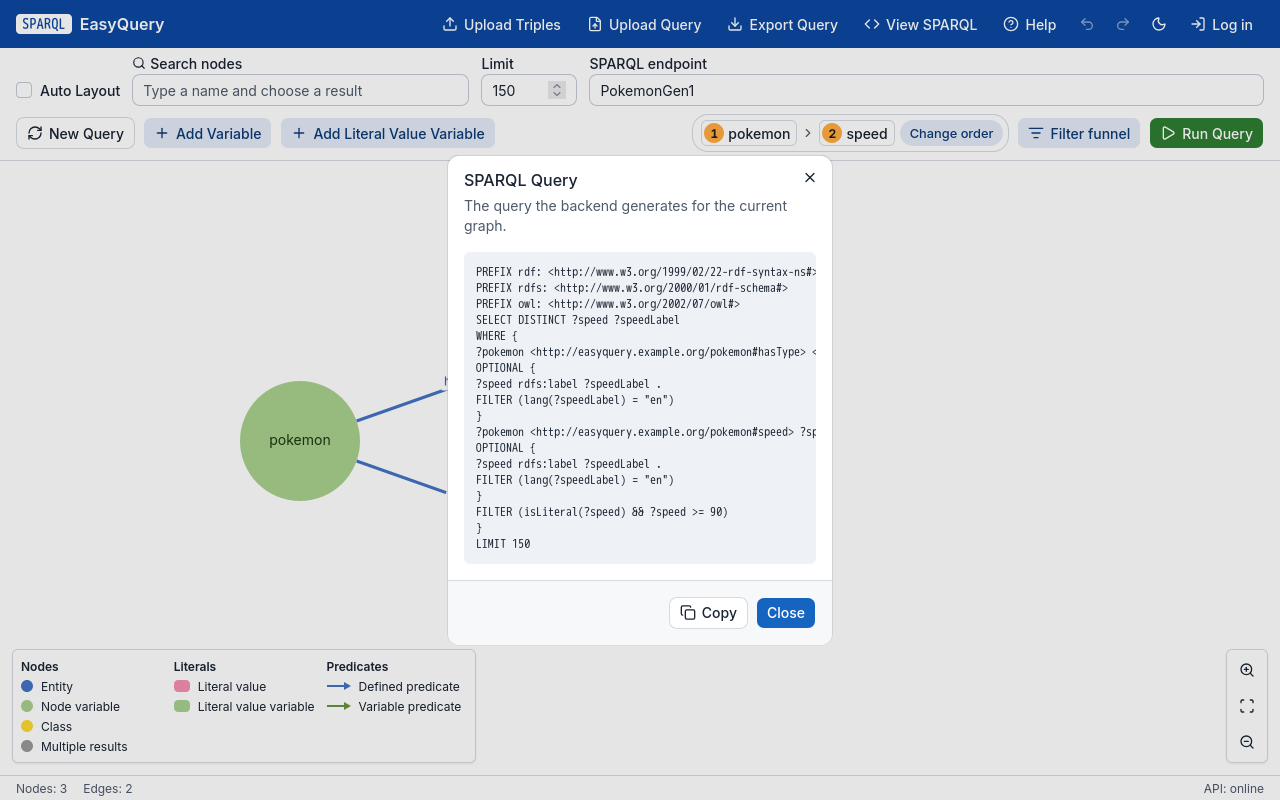 SPARQL EasyQuery
Upload Triples
Upload Query
Export Query
View SPARQL
Help
Log in
Auto Layout
Search nodes
Type a name and choose a result
Limit
150
SPARQL endpoint
PokemonGen1
New Query
Add Variable
Add Literal Value Variable
1 pokemon
2 speed
Change order
Filter funnel
Run Query
SPARQL Query
The query the backend generates for the current
graph.
PREFIX rdf: <http://www.w3.org/1999/02/22-rdf-syntax-ns#>
PREFIX rdfs: <http://www.w3.org/2000/01/rdf-schema#>
PREFIX owl: <http://www.w3.org/2002/07/owl#>
SELECT DISTINCT ?speed ?speedLabel
WHERE {
?pokemon <http://easyquery.example.org/pokemon#hasType> <
OPTIONAL {
?speed rdfs:label ?speedLabel .
FILTER (lang(?speedLabel) = "en")
}
?pokemon <http://easyquery.example.org/pokemon#speed> ?sp
OPTIONAL {
?speed rdfs:label ?speedLabel .
FILTER (lang(?speedLabel) = "en")
}
FILTER (isLiteral(?speed) && ?speed >= 90)
}
LIMIT 150
Copy
Close
pokemon
Nodes
Entity
Node variable
Class
Multiple results
Literals
Literal value
Literal value variable
Predicates
Defined predicate
Variable predicate
Nodes: 3
Edges: 2
API: online